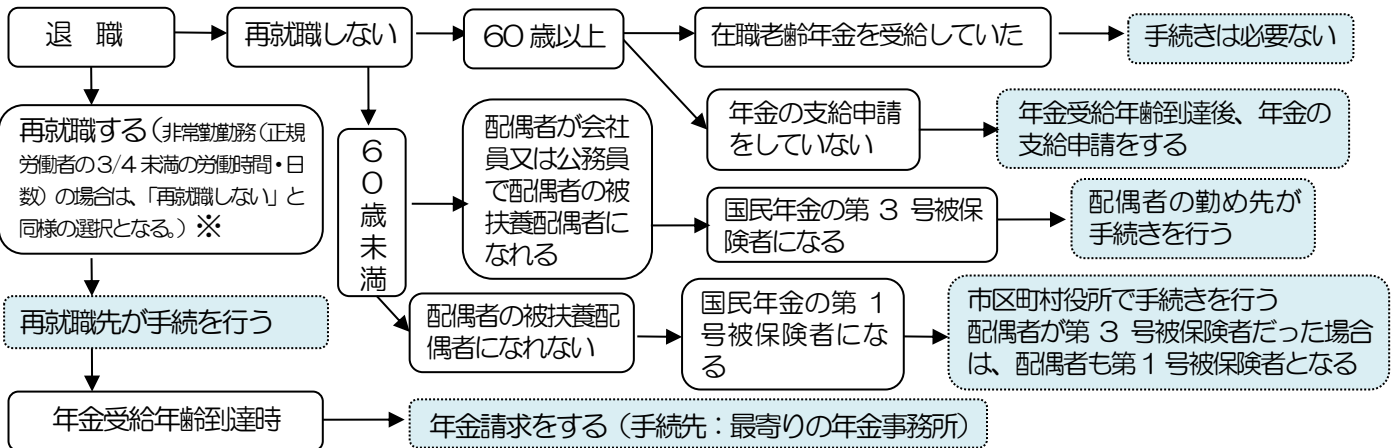 退 職
再就職しない
60歳以上
在職老齢年金を受給していた
手続きは必要ない
年金の支給申請
をしていない
年金受給年齢到達後、年金の
支給申請をする
再就職する(非常勤勤務(正規
労働者の3/4未満の労働時間・日
数)の場合は、「再就職しない」と
同様の選択となる。)※
60歳未満
配偶者が会社
員又は公務員
で配偶者の被
扶養配偶者に
なれる
国民年金の第 3 号被保
険者になる
配偶者の勤め先が
手続きを行う
再就職先が手続を行う
配偶者の被扶養配
偶者になれない
国民年金の第 1
号被保険者にな
る
市区町村役所で手続きを行う
配偶者が第 3 号被保険者だった場合
は、配偶者も第1号被保険者となる
年金受給年齢到達時
年金請求をする(手続先:最寄りの年金事務所)